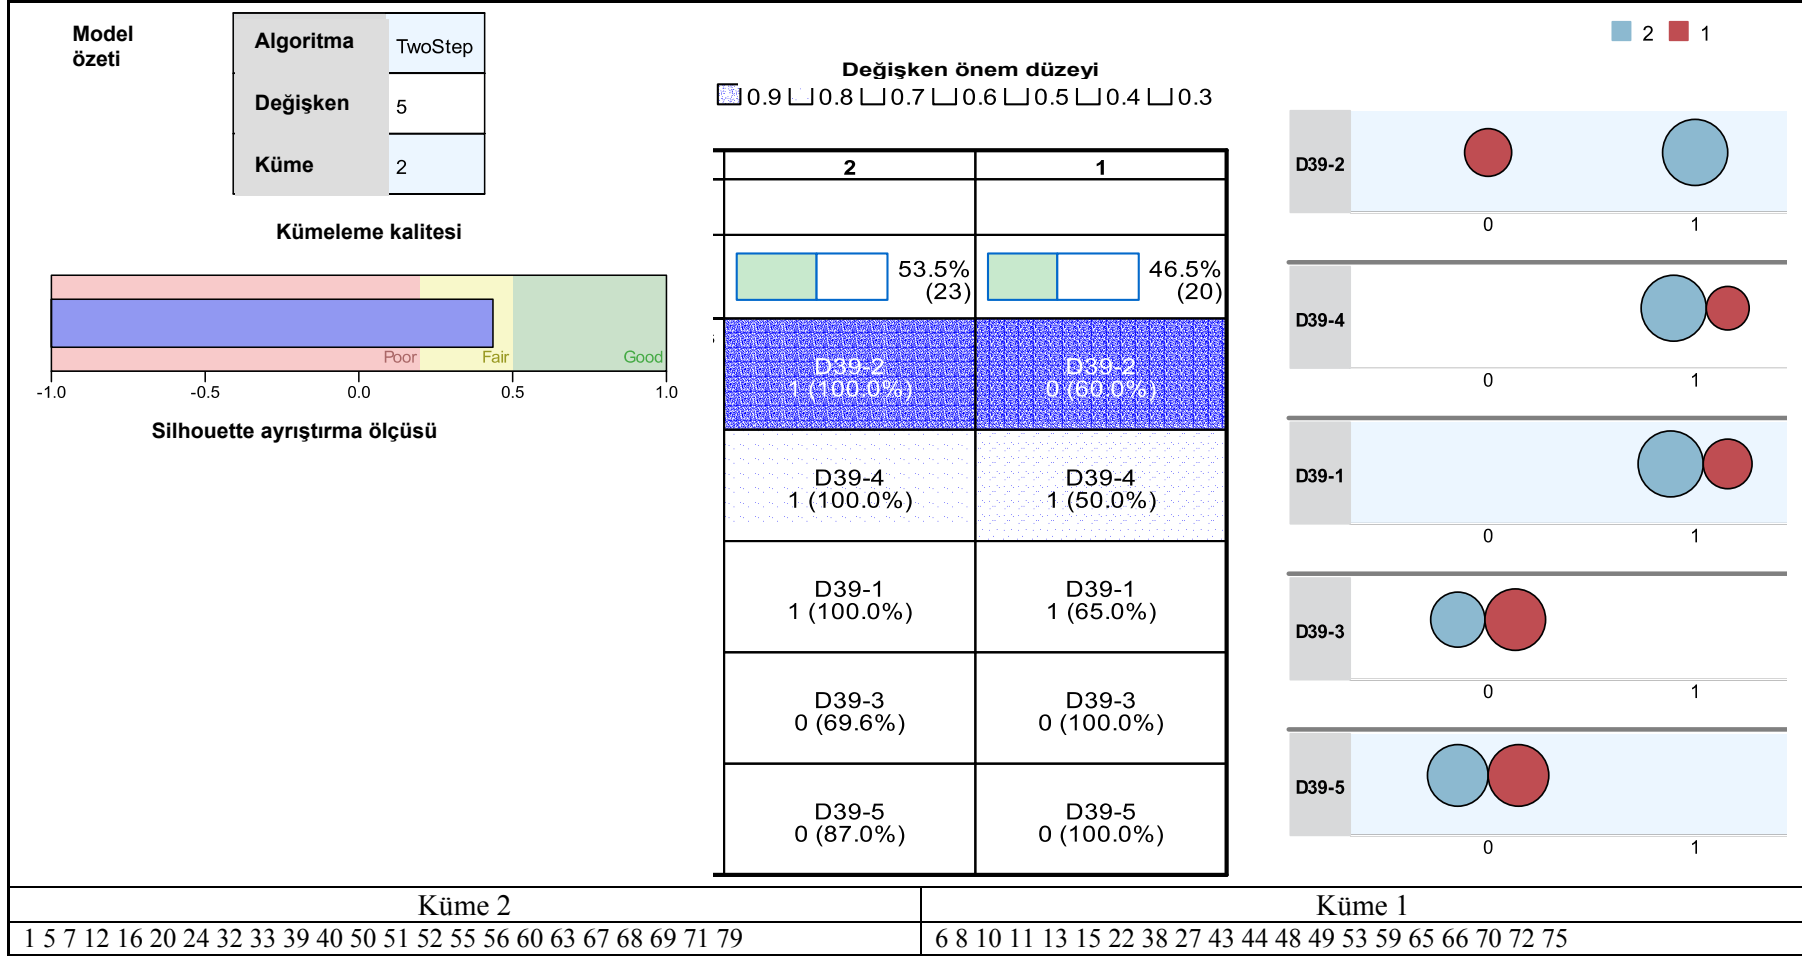 Model
özeti
Algoritma TwoStep
Değişken 5
Küme 2
Kümeleme kalitesi
Poor Fair Good
-1.0 -0.5 0.0 0.5 1.0
Silhouette ayrıştırma ölçüsü
Değişken önem düzeyi
0.9 0.8 0.7 0.6 0.5 0.4 0.3
2 1
53.5%
(23)
46.5%
(20)
D39-2
1 (100.0%)
D39-2
0 (60.0%)
D39-4
1 (100.0%)
D39-4
1 (50.0%)
D39-1
1 (100.0%)
D39-1
1 (65.0%)
D39-3
0 (69.6%)
D39-3
0 (100.0%)
D39-5
0 (87.0%)
D39-5
0 (100.0%)
2 1
D39-2
0 1
D39-4
0 1
D39-1
0 1
D39-3
0 1
D39-5
0 1
Küme 2
Küme 1
1 5 7 12 16 20 24 32 33 39 40 50 51 52 55 56 60 63 67 68 69 71 79
6 8 10 11 13 15 22 38 27 43 44 48 49 53 59 65 66 70 72 75